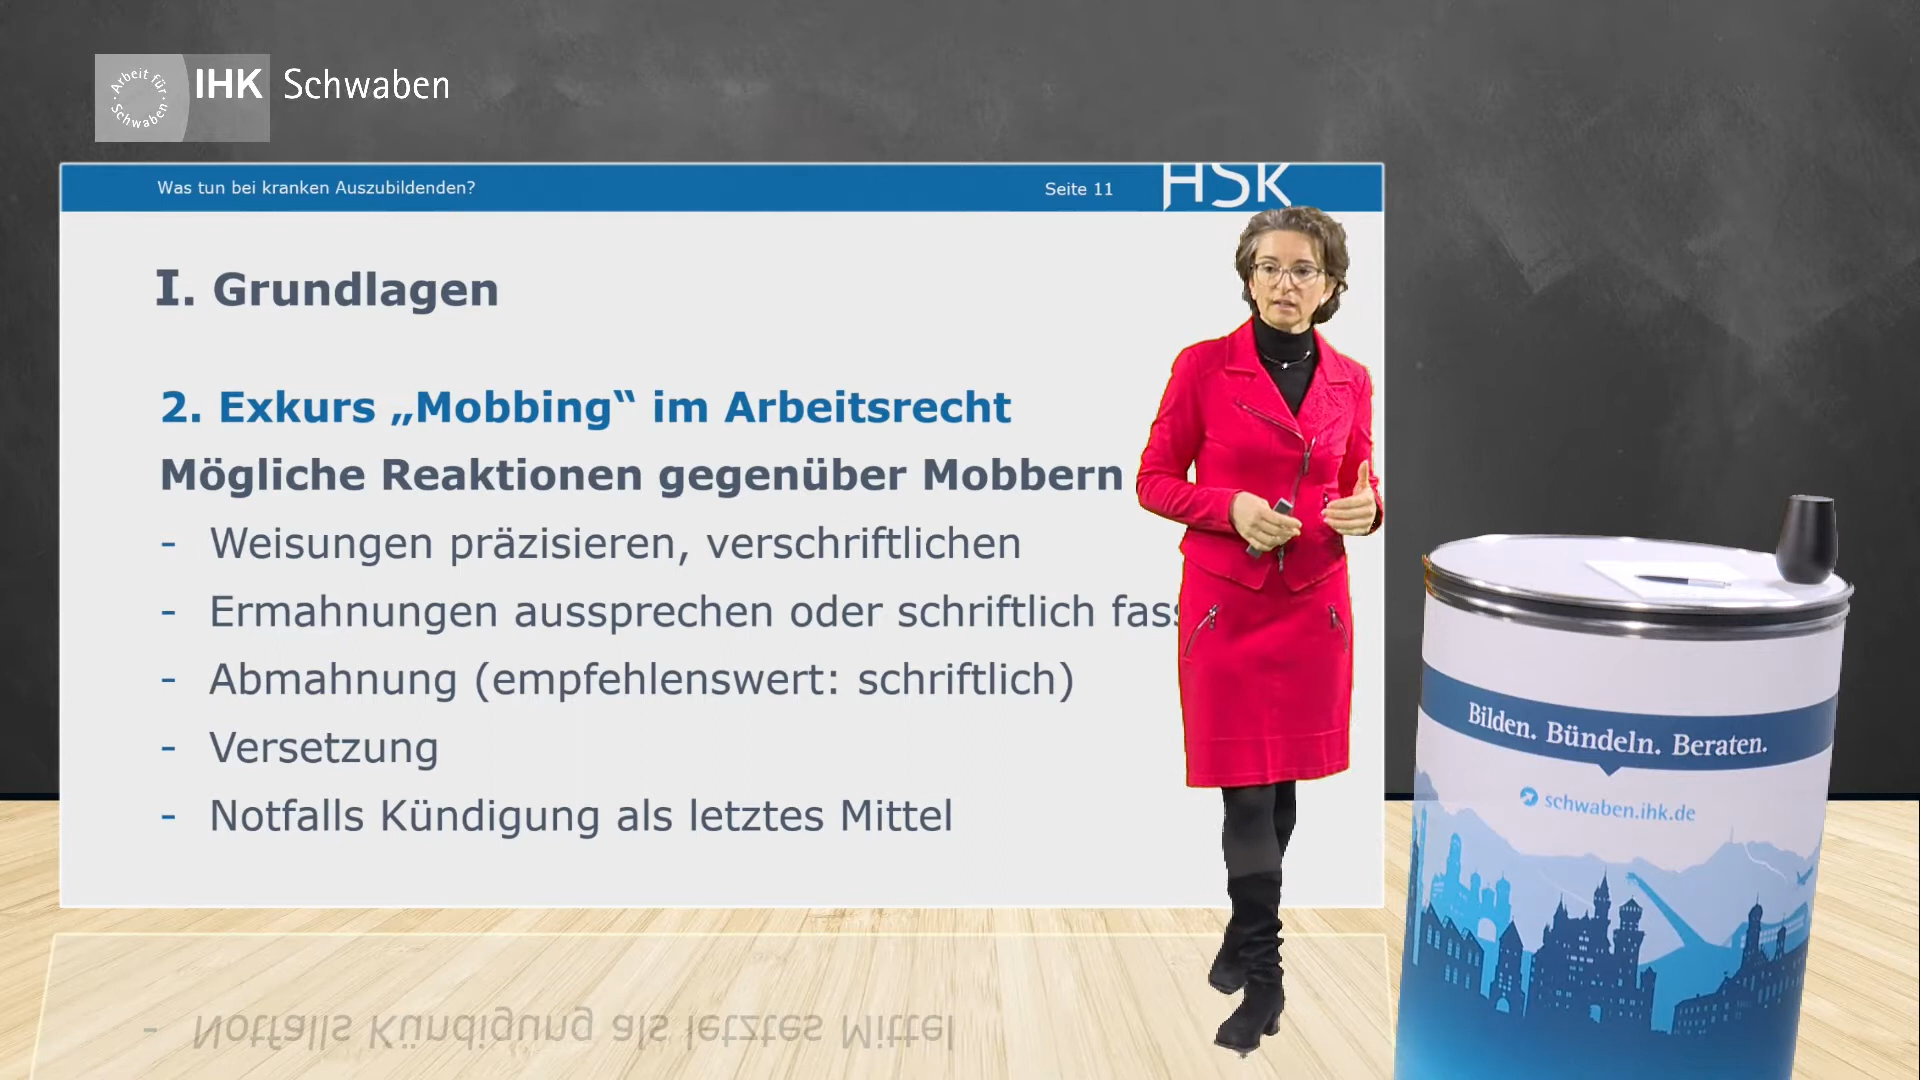 Arbeit für
Schwaben
IHK Schwaben
Was tun bei kranken Auszubildenden?
Seite 11
HSK
I. Grundlagen
2. Exkurs „Mobbing“ im Arbeitsrecht
Mögliche Reaktionen gegenüber Mobbern
- Weisungen präzisieren, verschriftlichen
- Ermahnungen aussprechen oder schriftlich
- Abmahnung (empfehlenswert: schriftlich)
- Versetzung
- Notfalls Kündigung als letztes Mittel
Bilden. Bündeln. Beraten.
schwaben.ihk.de
- Notfalls Kündigung als letztes Mittel